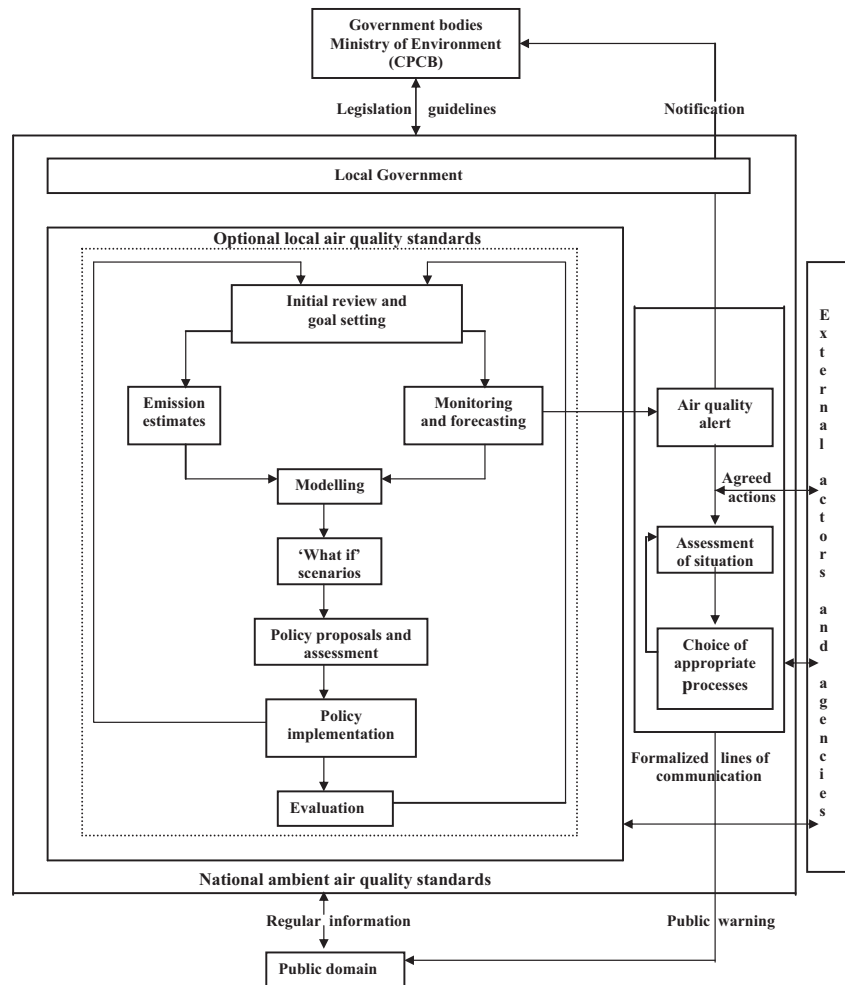 Government bodies
Ministry of Environment
(CPCB)
Legislation guidelines
Notification
Local Government
Optional local air quality standards
Initial review and
goal setting
Emission
estimates
Monitoring
and forecasting
Air quality
alert
Modelling
Agreed
actions
‘What if’
scenarios
Assessment
of situation
Policy proposals and
assessment
Choice of
appropriate
processes
Policy
implementation
Evaluation
Formalized lines of
communication
External actors and agencies
National ambient air quality standards
Regular information
Public warning
Public domain